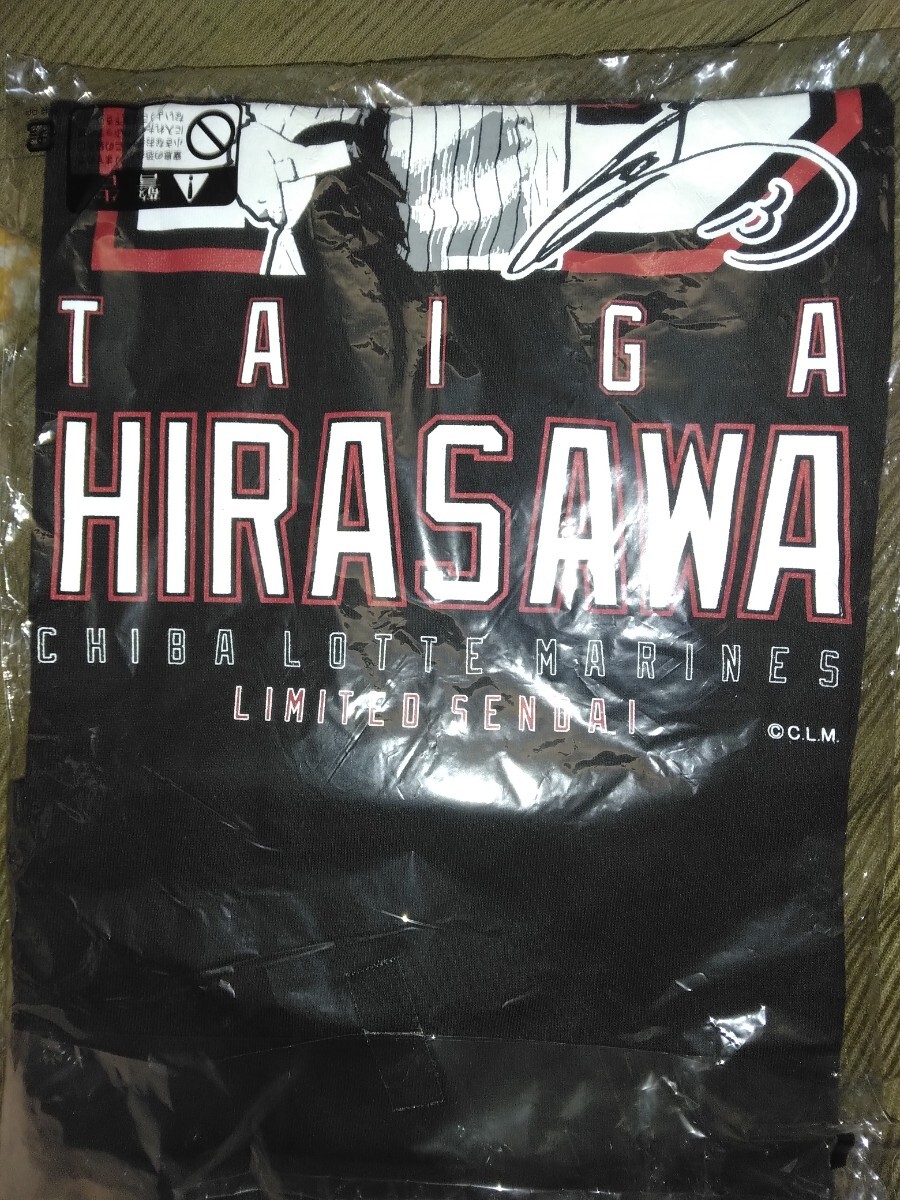 TAIGA
HIRASAWA
CHIBA LOTTE MARINES
LIMITED SENDAI
©C.L.M.